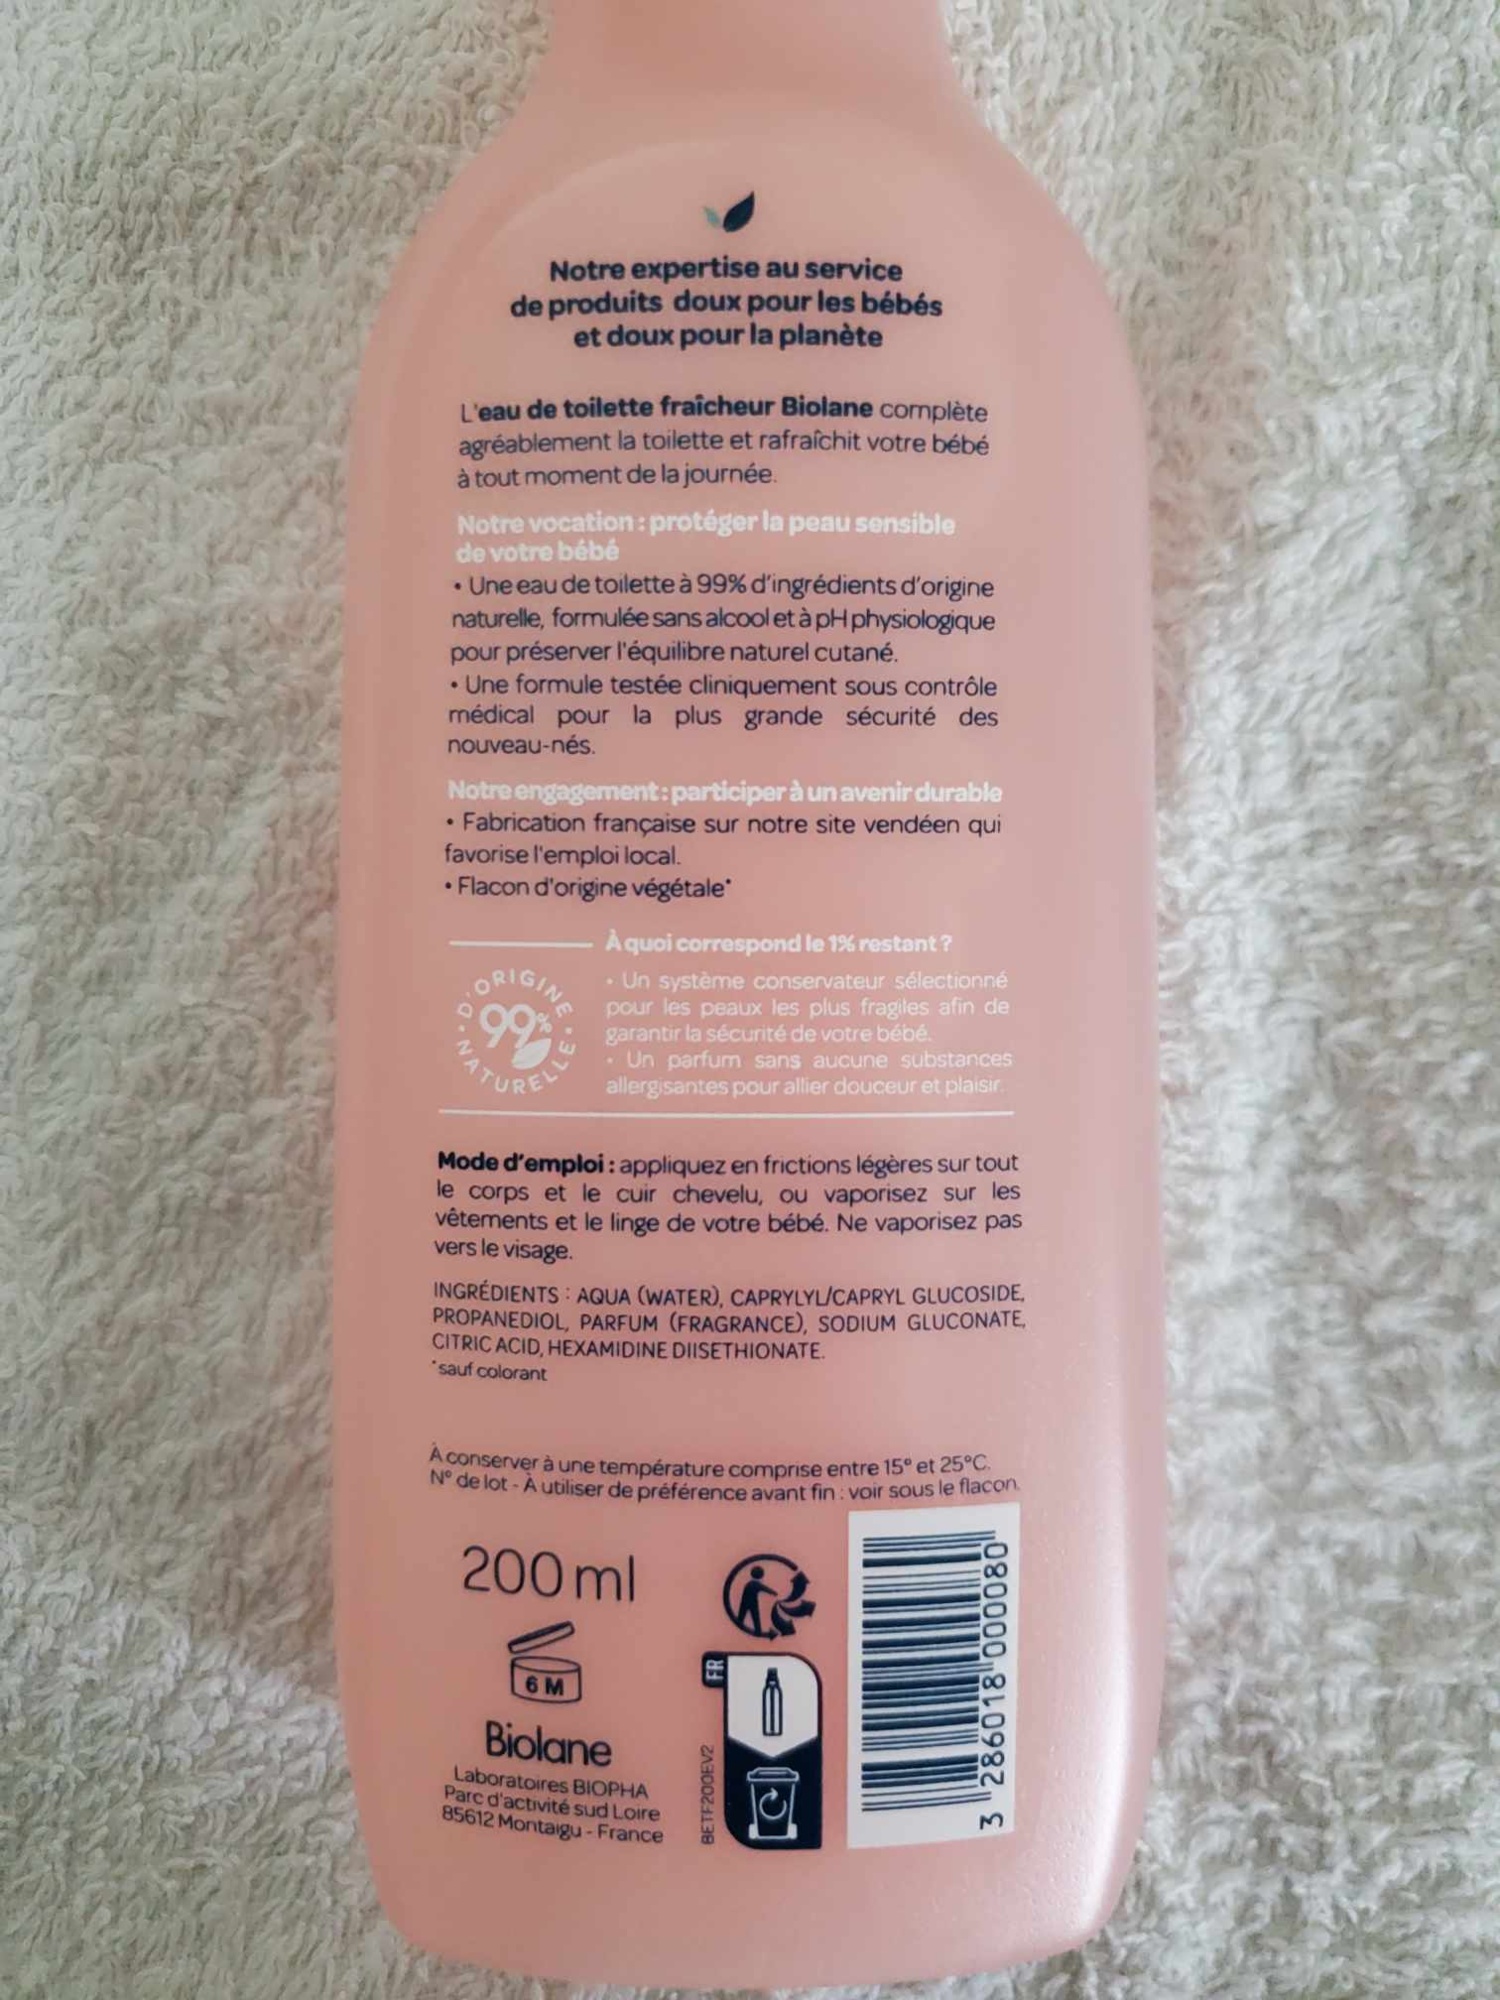 Notre expertise au service
de produits doux pour les bébés
et doux pour la planète
L'eau de toilette fraîcheur Biolane complète
agréablement la toilette et rafraîchit votre bébé
à tout moment de la journée.
Notre vocation : protéger la peau sensible
de votre bébé
• Une eau de toilette à 99% d'ingrédients d'origine
naturelle, formulée sans alcool et à pH physiologique
pour préserver l'équilibre naturel cutané.
• Une formule testée cliniquement sous contrôle
médical pour la plus grande sécurité des
nouveau-nés.
Notre engagement : participer à un avenir durable
• Fabrication française sur notre site vendéen qui
favorise l'emploi local.
• Flacon d'origine végétale*
À quoi correspond le 1% restant ?
• Un système conservateur sélectionné
pour les peaux les plus fragiles afin de
garantir la sécurité de votre bébé.
• Un parfum sans aucune substances
allergisantes pour allier douceur et plaisir.
D'ORIGINE
99%
NATURELLE
Mode d'emploi : appliquez en frictions légères sur tout
le corps et le cuir chevelu, ou vaporisez sur les
vêtements et le linge de votre bébé. Ne vaporisez pas
vers le visage.
INGRÉDIENTS : AQUA (WATER), CAPRYLYL/CAPRYL GLUCOSIDE,
PROPANEDIOL, PARFUM (FRAGRANCE), SODIUM GLUCONATE,
CITRIC ACID, HEXAMIDINE DIISETHIONATE.
*sauf colorant
À conserver à une température comprise entre 15° et 25°C.
N° de lot - À utiliser de préférence avant fin : voir sous le flacon.
200 ml
6 M
Biolane
Laboratoires BIOPHA
Parc d'activité sud Loire
85612 Montaigu - France
FR
BETF200EV2
3 286018 000080